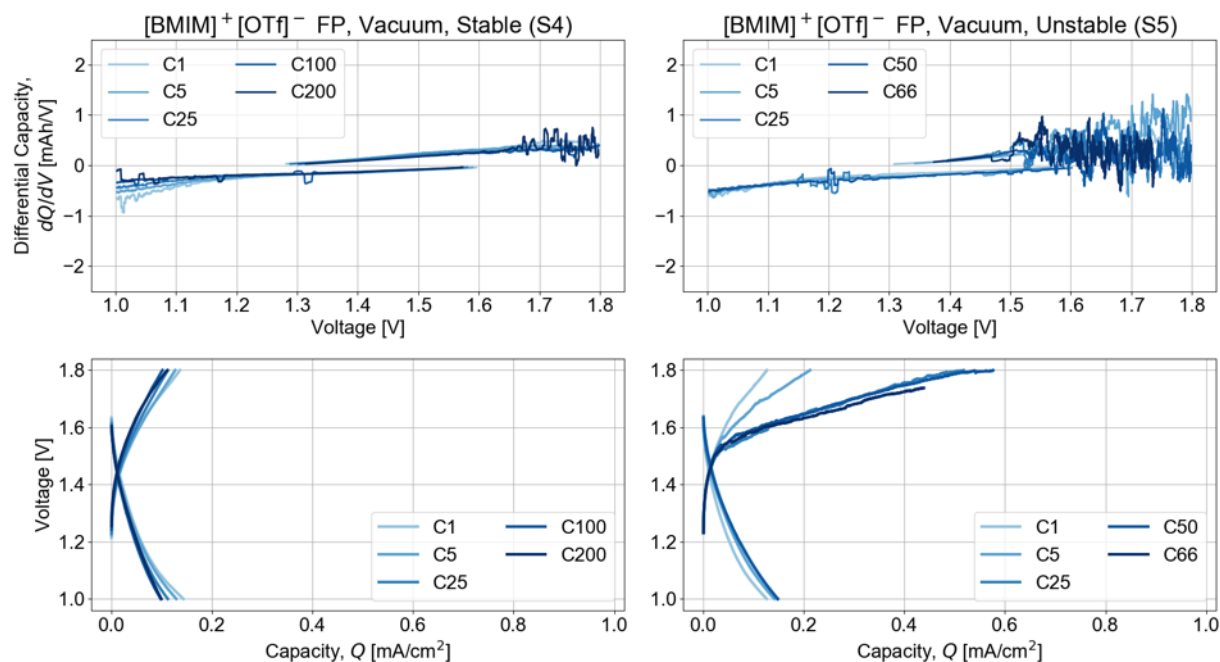 [BMIM]⁺[OTf]⁻ FP, Vacuum, Stable (S4)
Differential Capacity,
dQ/dV [mAh/V]
2
1
0
−1
−2
C1
C5
C25
C100
C200
1.0 1.1 1.2 1.3 1.4 1.5 1.6 1.7 1.8
Voltage [V]
[BMIM]⁺[OTf]⁻ FP, Vacuum, Unstable (S5)
2
1
0
−1
−2
C1
C5
C25
C50
C66
1.0 1.1 1.2 1.3 1.4 1.5 1.6 1.7 1.8
Voltage [V]
Voltage [V]
1.8
1.6
1.4
1.2
1.0
C1
C5
C25
C100
C200
0.0 0.2 0.4 0.6 0.8 1.0
Capacity, Q [mA/cm²]
1.8
1.6
1.4
1.2
1.0
C1
C5
C25
C50
C66
0.0 0.2 0.4 0.6 0.8 1.0
Capacity, Q [mA/cm²]